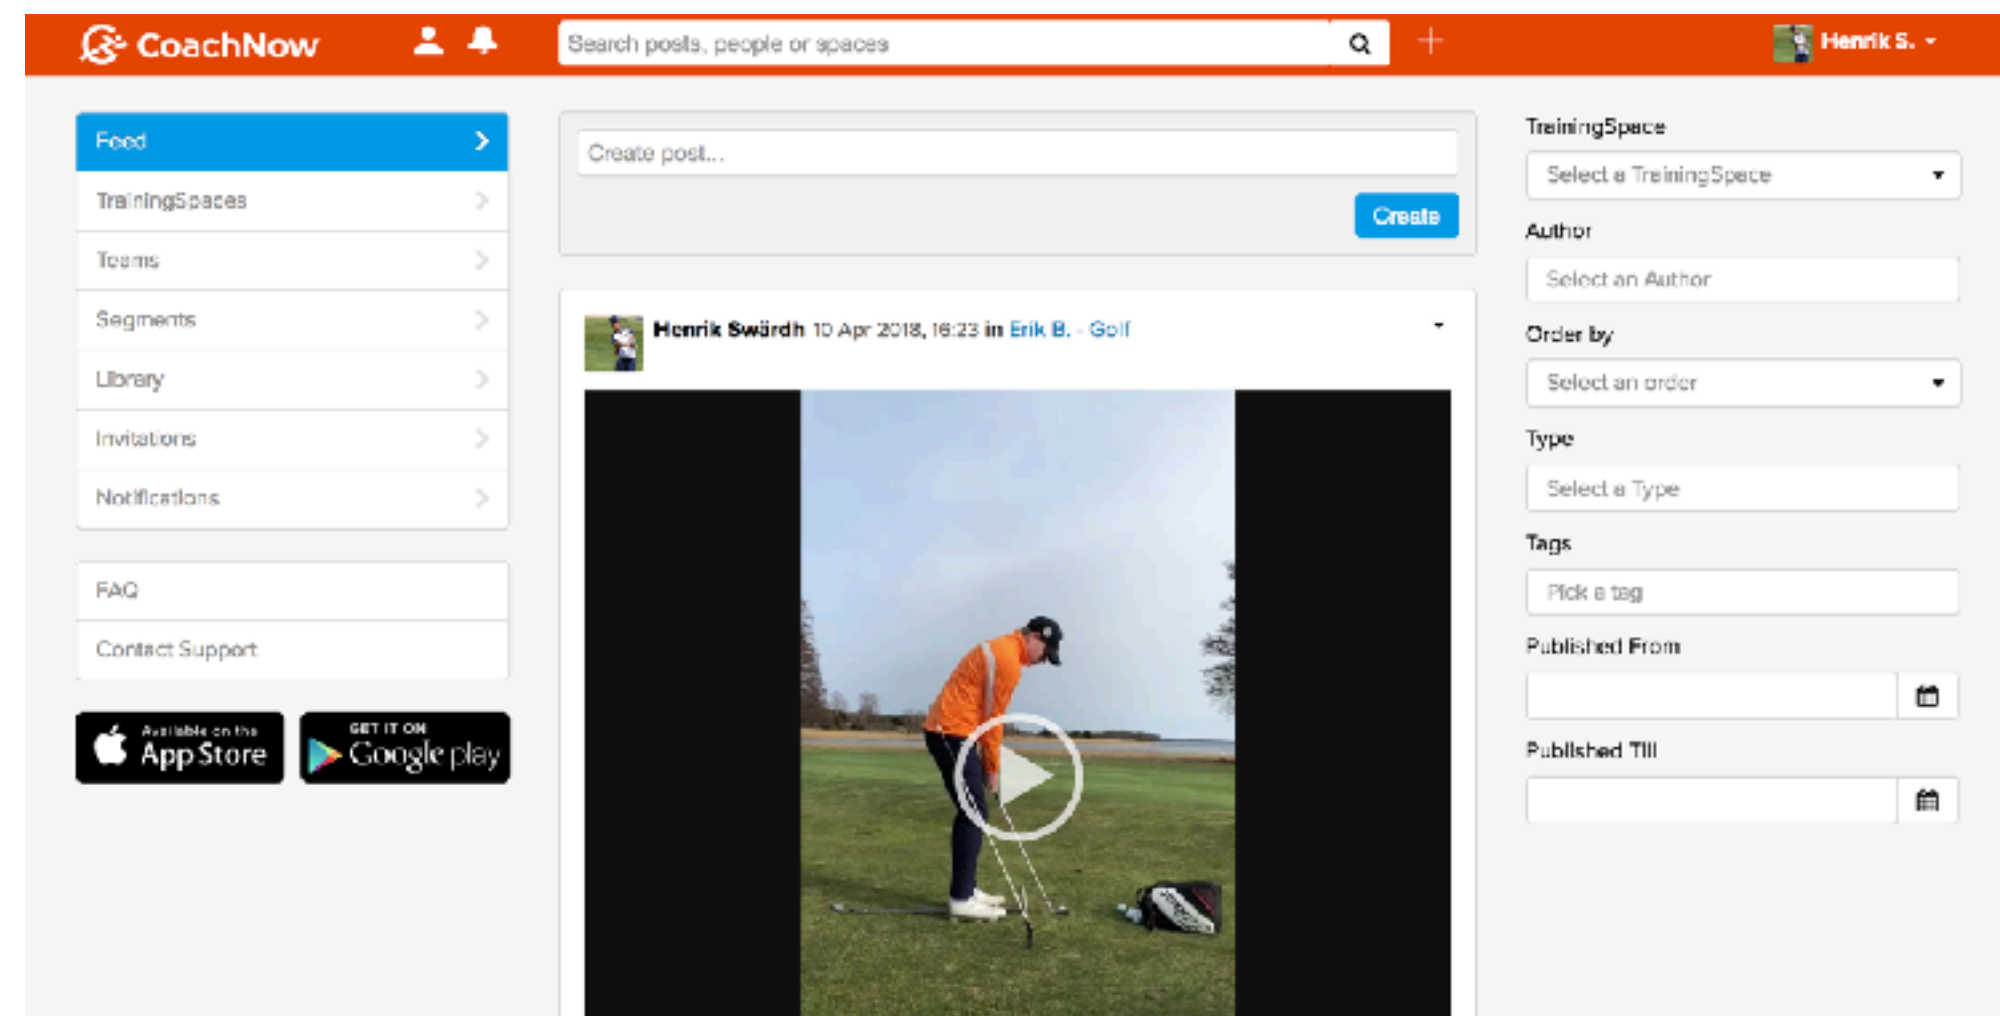 CoachNow
Search posts, people or spaces
Henrik S.
Feed
TrainingSpaces
Teams
Segments
Library
Invitations
Notifications
FAQ
Contact Support
Available on the
App Store
GET IT ON
Google play
Create post...
Create
Henrik Swärdh 10 Apr 2018, 16:23 in Erik B. - Golf
TrainingSpace
Select a TrainingSpace
Author
Select an Author
Order by
Select an order
Type
Select a Type
Tags
Pick a tag
Published From
Published Till